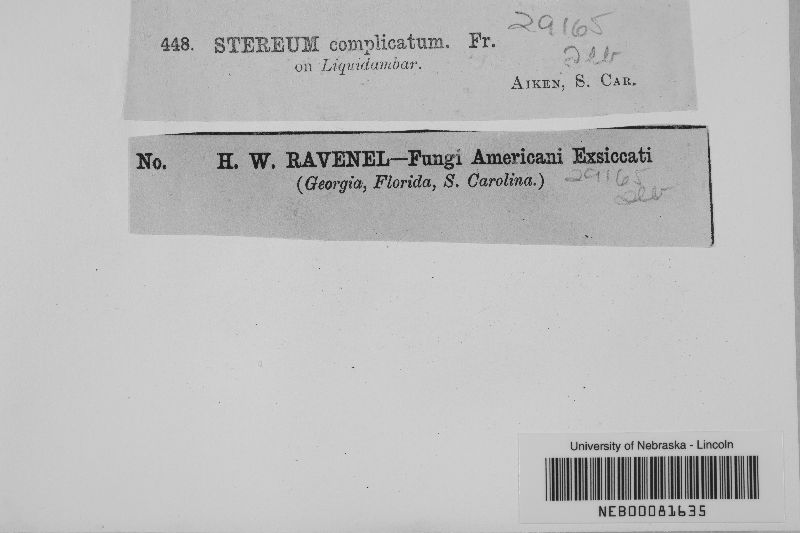 29165
448. STEREUM complicatum. Fr.
on Liquidambar.
AIKEN, S. CAR.
No. H. W. RAVENEL—Fungi Americani Exsiccati
(Georgia, Florida, S. Carolina.)
29165
University of Nebraska - Lincoln
NEB00081635